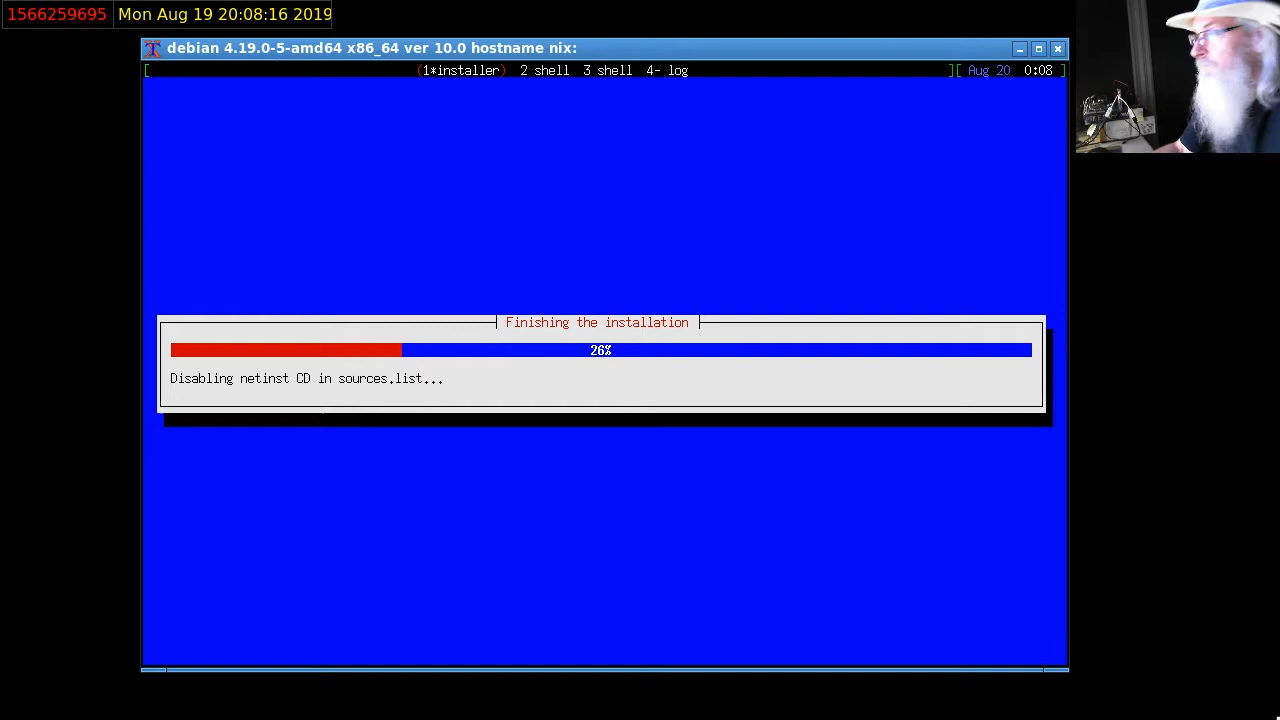 1566259695 Mon Aug 19 20:08:16 2019
debian 4.19.0-5-amd64 x86_64 ver 10.0 hostname nix:
[ (1*installer) 2 shell 3 shell 4- log ][ Aug 20 0:08 ]
Finishing the installation
26%
Disabling netinst CD in sources.list...